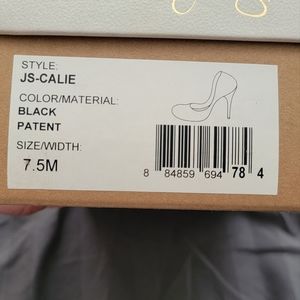 STYLE:
JS-CALIE
COLOR/MATERIAL:
BLACK
PATENT
SIZE/WIDTH:
7.5M
8 84859 694 78 4